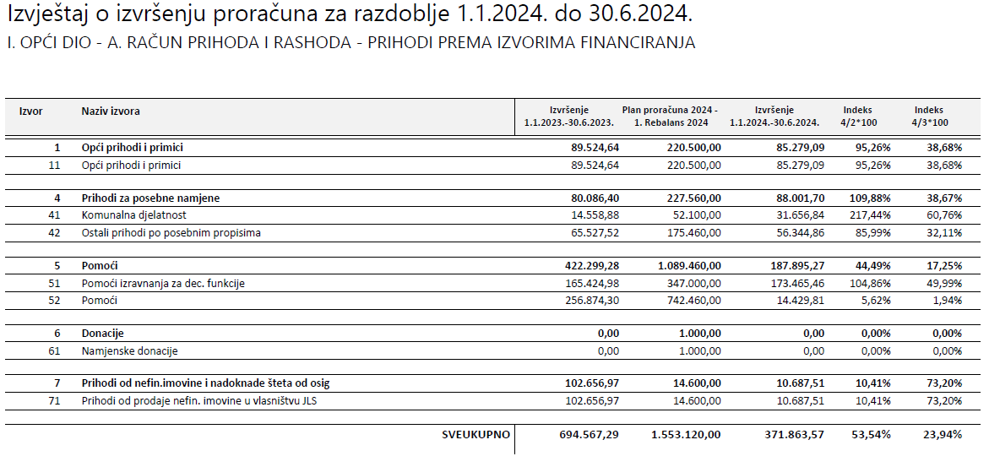 Izvještaj o izvršenju proračuna za razdoblje 1.1.2024. do 30.6.2024.
I. OPĆI DIO - A. RAČUN PRIHODA I RASHODA - PRIHODI PREMA IZVORIMA FINANCIRANJA
Izvor Naziv izvora Izvršenje Plan proračuna 2024 - Izvršenje Indeks Indeks
1.1.2023.-30.6.2023. 1. Rebalans 2024 1.1.2024.-30.6.2024. 4/2*100 4/3*100
1 Opći prihodi i primici 89.524,64 220.500,00 85.279,09 95,26% 38,68%
11 Opći prihodi i primici 89.524,64 220.500,00 85.279,09 95,26% 38,68%
4 Prihodi za posebne namjene 80.086,40 227.560,00 88.001,70 109,88% 38,67%
41 Komunalna djelatnost 14.558,88 52.100,00 31.656,84 217,44% 60,76%
42 Ostali prihodi po posebnim propisima 65.527,52 175.460,00 56.344,86 85,99% 32,11%
5 Pomoći 422.299,28 1.089.460,00 187.895,27 44,49% 17,25%
51 Pomoći izravnanja za dec. funkcije 165.424,98 347.000,00 173.465,46 104,86% 49,99%
52 Pomoći 256.874,30 742.460,00 14.429,81 5,62% 1,94%
6 Donacije 0,00 1.000,00 0,00 0,00% 0,00%
61 Namjenske donacije 0,00 1.000,00 0,00 0,00% 0,00%
7 Prihodi od nefin.imovine i nadoknade šteta od osig 102.656,97 14.600,00 10.687,51 10,41% 73,20%
71 Prihodi od prodaje nefin. imovine u vlasništvu JLS 102.656,97 14.600,00 10.687,51 10,41% 73,20%
SVEUKUPNO 694.567,29 1.553.120,00 371.863,57 53,54% 23,94%